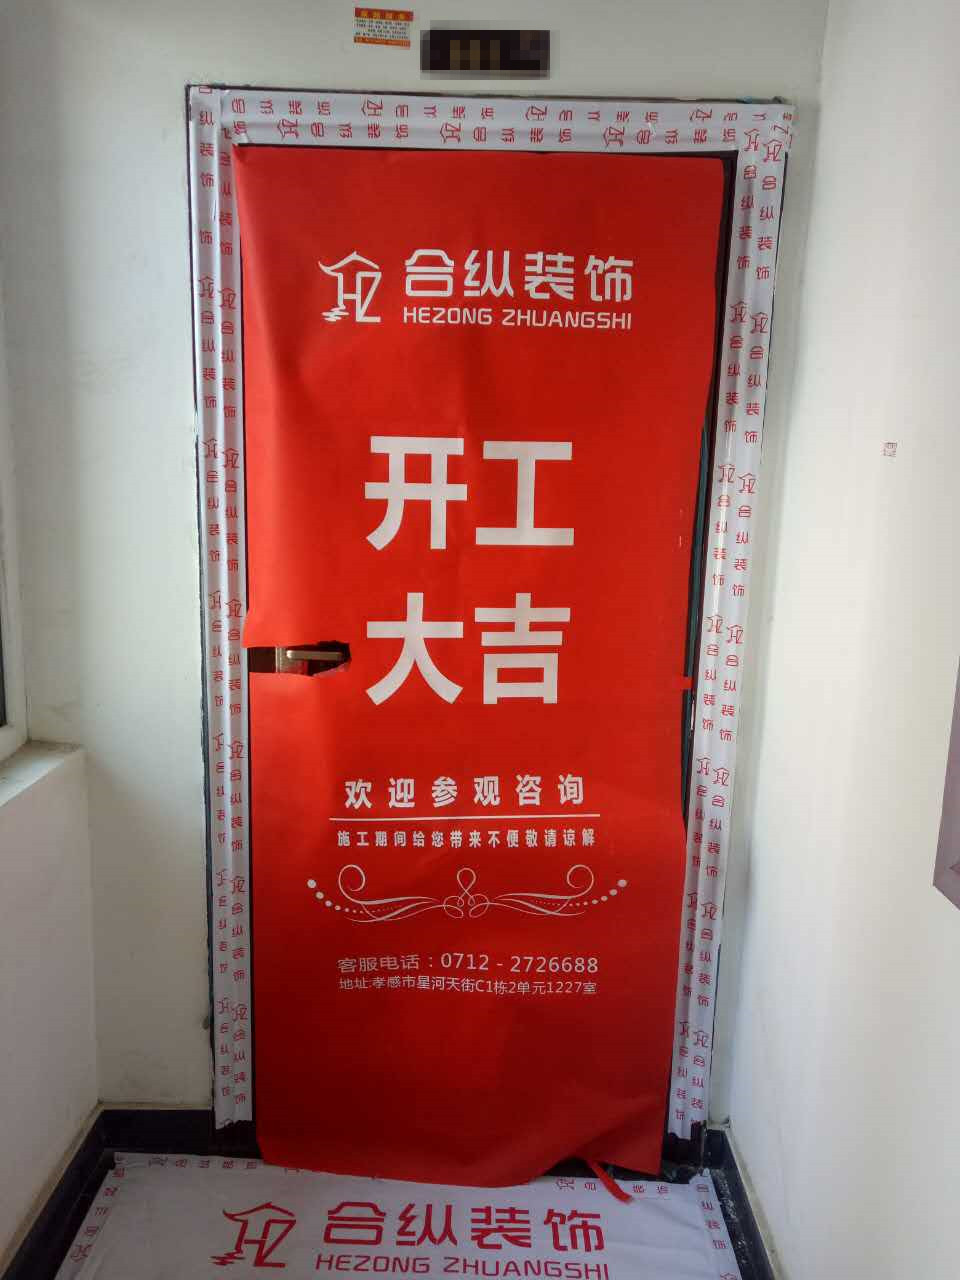 合纵装饰
HEZONG ZHUANGSHI
开工
大吉
欢迎参观咨询
施工期间给您带来不便敬请谅解
客服电话：0712-2726688
地址:孝感市星河天街C1栋2单元1227室
合纵装饰
HEZONG ZHUANGSHI